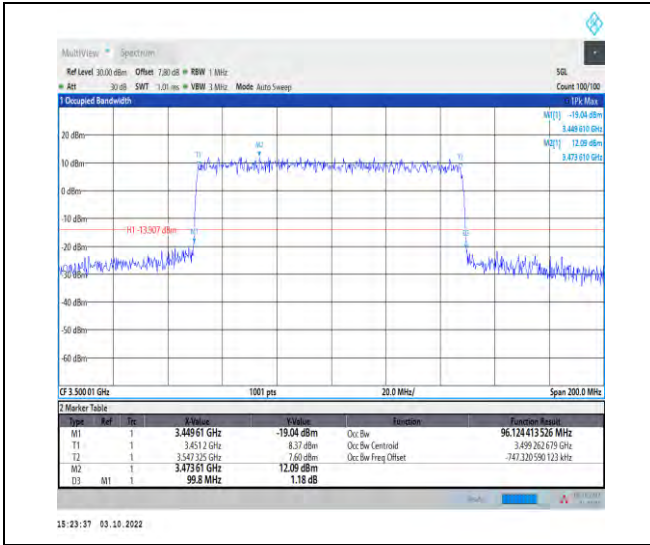 MultiView Spectrum
Ref Level 30.00 dBm Offset 7.80 dB RBW 1 MHz SGL
Att 30 dB SWT 1.01 ms VBW 3 MHz Mode Auto Sweep Count 100/100
1 Occupied Bandwidth 1Pk Max
M1[1] -19.04 dBm
3.449 610 GHz
M2[1] 12.09 dBm
3.473 610 GHz
20 dBm
M2
T1
10 dBm
0 dBm
-10 dBm
H1 -13.907 dBm
M1
-20 dBm
-30 dBm
-40 dBm
-50 dBm
-60 dBm
CF 3.500 01 GHz 1001 pts 20.0 MHz/ Span 200.0 MHz
2 Marker Table
Type Ref Trc X-Value Y-Value Function Function Result
M1 1 3.449 61 GHz -19.04 dBm Occ Bw 96.124 413 526 MHz
T1 1 3.451 2 GHz 8.37 dBm Occ Bw Centroid 3.499 262 679 GHz
T2 1 3.547 325 GHz 7.60 dBm Occ Bw Freq Offset -747.320 590 123 kHz
M2 1 3.473 61 GHz 12.09 dBm
D3 M1 1 99.8 MHz 1.18 dB
15:23:37 03.10.2022